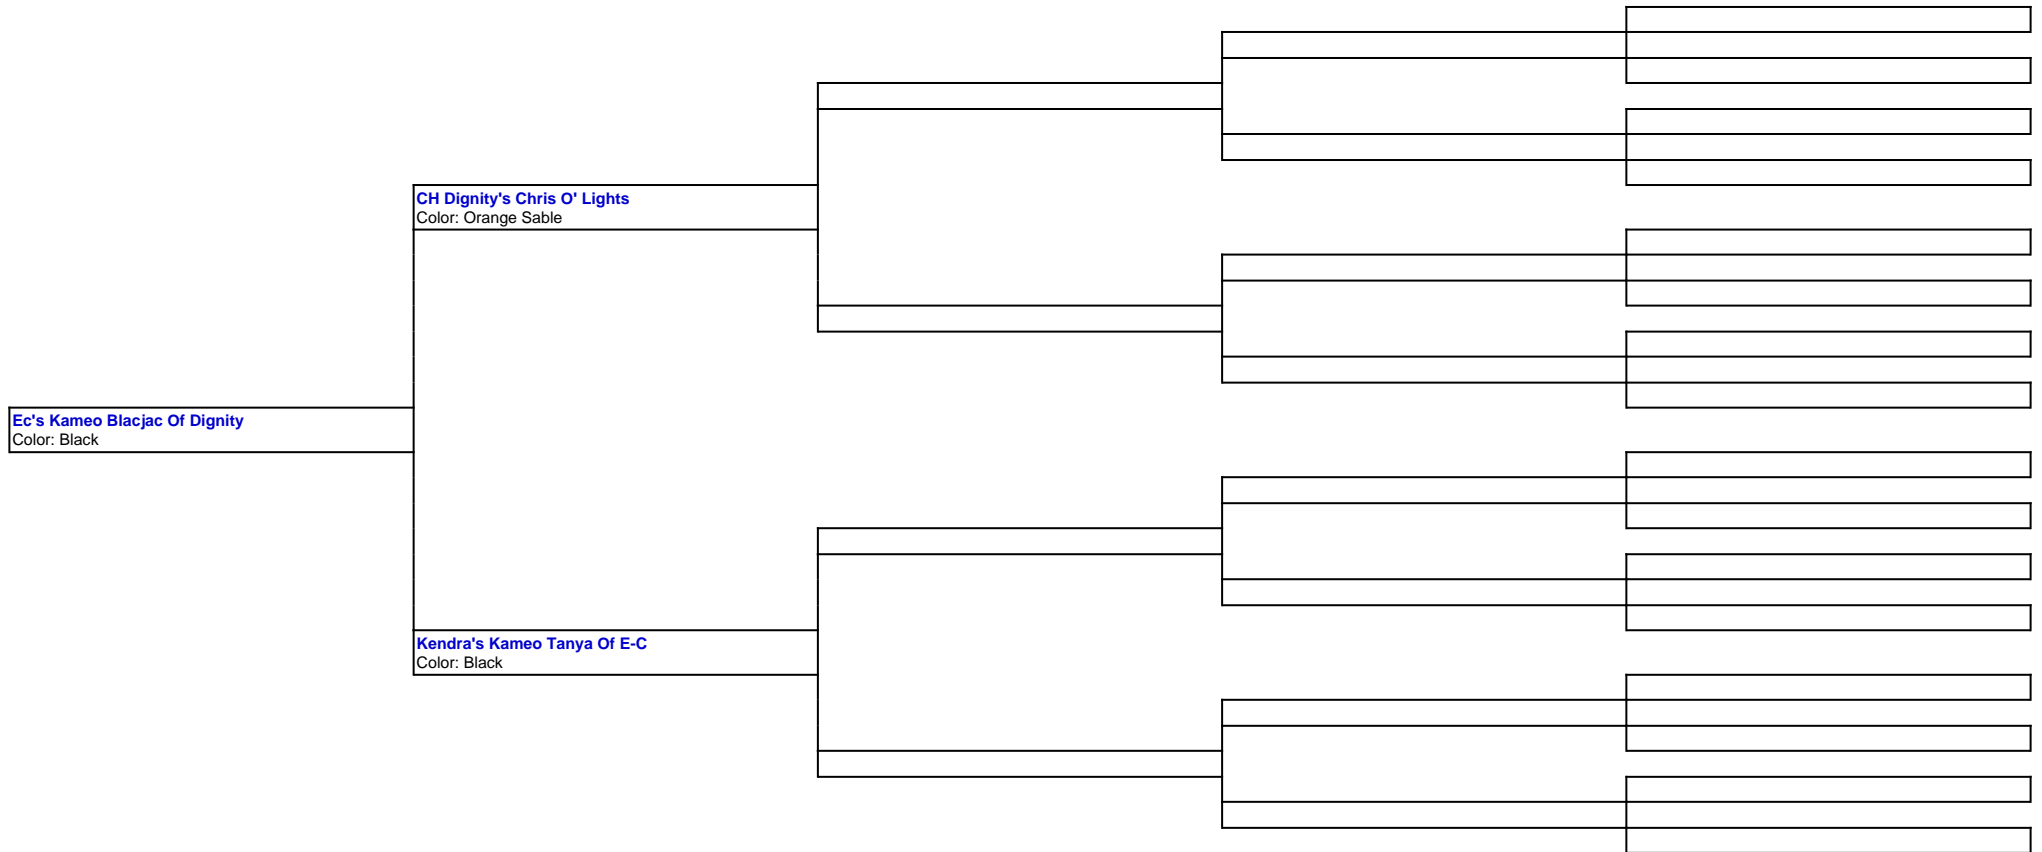 CH Dignity's Chris O' Lights
Color: Orange Sable
Ec's Kameo Blacjac Of Dignity
Color: Black
Kendra's Kameo Tanya Of E-C
Color: Black